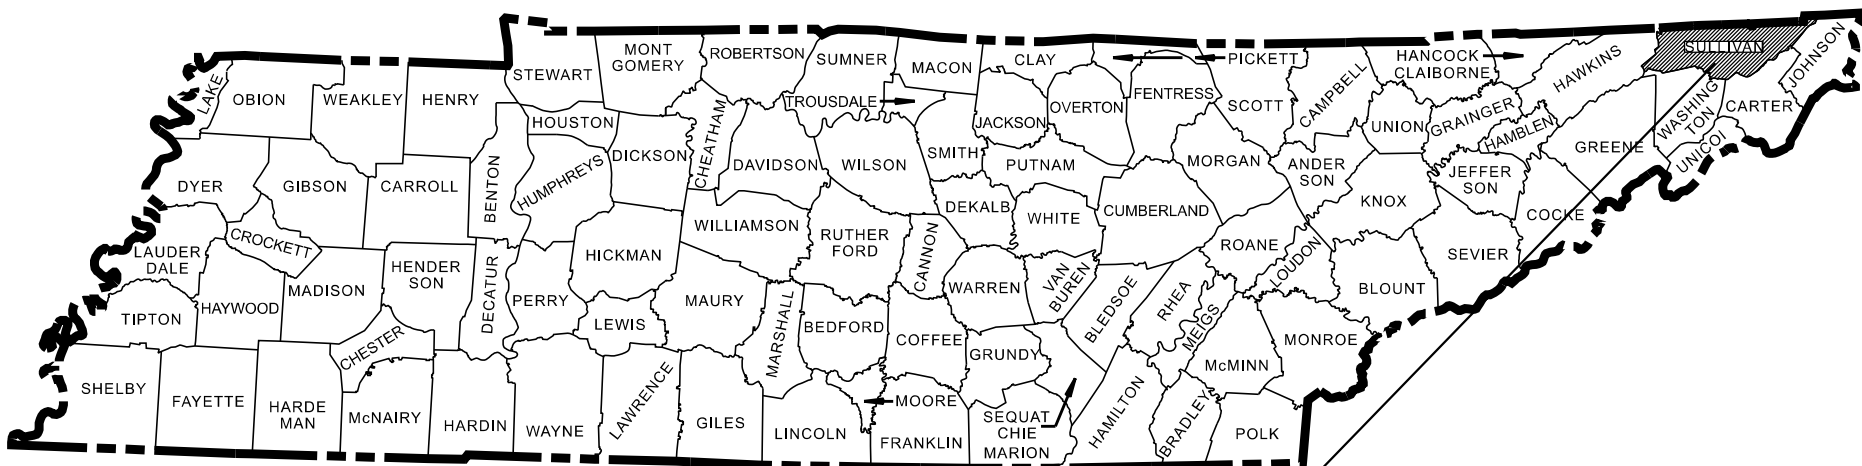 LAKE
OBION
WEAKLEY
HENRY
STEWART
MONT
GOMERY
ROBERTSON
SUMNER
MACON
CLAY
PICKETT
HANCOCK
CLAIBORNE
HAWKINS
SULLIVAN
JOHNSON
TROUSDALE
HOUSTON
CHEATHAM
JACKSON
OVERTON
FENTRESS
SCOTT
CAMPBELL
UNION
GRAINGER
HAMBLEN
GREENE
WASHING
TON
UNICOI
CARTER
DYER
GIBSON
CARROLL
BENTON
HUMPHREYS
DICKSON
DAVIDSON
WILSON
SMITH
PUTNAM
MORGAN
ANDER
SON
KNOX
JEFFER
SON
COCKE
LAUDER
DALE
CROCKETT
HAYWOOD
MADISON
HENDER
SON
DECATUR
PERRY
HICKMAN
WILLIAMSON
RUTHER
FORD
CANNON
DEKALB
WHITE
CUMBERLAND
ROANE
LOUDON
BLOUNT
SEVIER
TIPTON
CHESTER
LEWIS
MAURY
MARSHALL
BEDFORD
COFFEE
WARREN
VAN
BUREN
BLEDSOE
RHEA
MEIGS
McMINN
MONROE
SHELBY
FAYETTE
HARDE
MAN
McNAIRY
HARDIN
WAYNE
LAWRENCE
GILES
LINCOLN
MOORE
FRANKLIN
GRUNDY
SEQUAT
CHIE
MARION
HAMILTON
BRADLEY
POLK